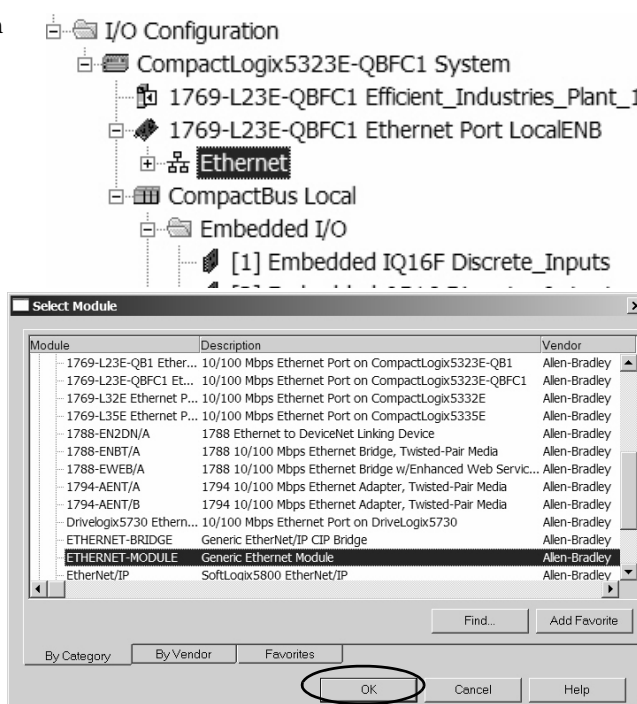 I/O Configuration
CompactLogix5323E-QBFC1 System
1769-L23E-QBFC1 Efficient_Industries_Plant_1
1769-L23E-QBFC1 Ethernet Port LocalENB
Ethernet
CompactBus Local
Embedded I/O
[1] Embedded IQ16F Discrete_Inputs
Select Module
Module Description Vendor
1769-L23E-QB1 Ether... 10/100 Mbps Ethernet Port on CompactLogix5323E-QB1 Allen-Bradley
1769-L23E-QBFC1 Et... 10/100 Mbps Ethernet Port on CompactLogix5323E-QBFC1 Allen-Bradley
1769-L32E Ethernet P... 10/100 Mbps Ethernet Port on CompactLogix5332E Allen-Bradley
1769-L35E Ethernet P... 10/100 Mbps Ethernet Port on CompactLogix5335E Allen-Bradley
1788-EN2DN/A 1788 Ethernet to DeviceNet Linking Device Allen-Bradley
1788-ENBT/A 1788 10/100 Mbps Ethernet Bridge, Twisted-Pair Media Allen-Bradley
1788-EWEB/A 1788 10/100 Mbps Ethernet Bridge w/Enhanced Web Servic... Allen-Bradley
1794-AENT/A 1794 10/100 Mbps Ethernet Adapter, Twisted-Pair Media Allen-Bradley
1794-AENT/B 1794 10/100 Mbps Ethernet Adapter, Twisted-Pair Media Allen-Bradley
Drivelogix5730 Ethern... 10/100 Mbps Ethernet Port on DriveLogix5730 Allen-Bradley
ETHERNET-BRIDGE Generic EtherNet/IP CIP Bridge Allen-Bradley
ETHERNET-MODULE Generic Ethernet Module Allen-Bradley
EtherNet/IP SoftLogix5800 EtherNet/IP Allen-Bradley
Find... Add Favorite
By Category By Vendor Favorites
OK Cancel Help